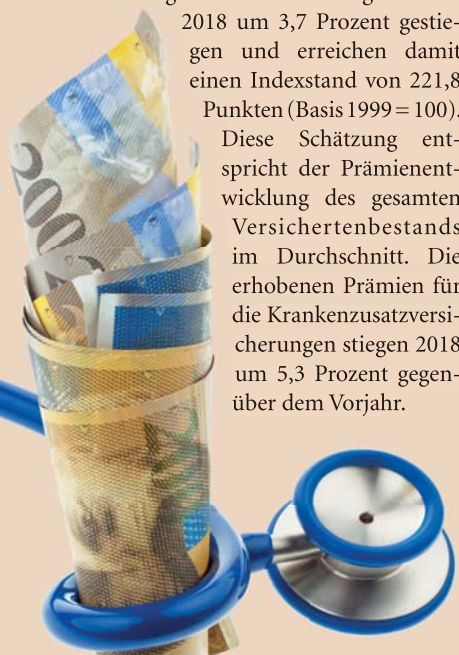 2018 um 3,7 Prozent gestie-
gen und erreichen damit
einen Indexstand von 221,8
Punkten (Basis 1999 = 100).
Diese Schätzung ent-
spricht der Prämienent-
wicklung des gesamten
Versichertenbestands
im Durchschnitt. Die
erhobenen Prämien für
die Krankenzusatzversi-
cherungen stiegen 2018
um 5,3 Prozent gegen-
über dem Vorjahr.
200